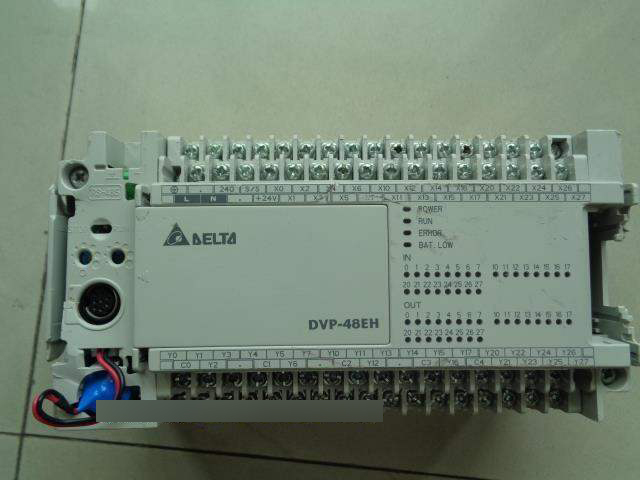 RS-485
⏚ . 24G S/S X0 X2 X4 X6 X10 X12 X14 X16 X20 X22 X24 X26
L N . +24V X1 X3 X5 X7 X11 X13 X15 X17 X21 X23 X25 X27
DELTA
DVP-48EH
POWER
RUN
ERROR
BAT.LOW
IN
0 1 2 3 4 5 6 7 10 11 12 13 14 15 16 17
20 21 22 23 24 25 26 27
OUT
0 1 2 3 4 5 6 7 10 11 12 13 14 15 16 17
20 21 22 23 24 25 26 27
Y0 Y1 Y3 Y4 Y5 Y7 . Y10 Y11 Y13 Y14 Y15 Y17 Y20 Y22 Y24 Y26
C0 Y2 . C1 Y6 . C2 Y12 . C3 Y16 C4 Y21 Y23 Y25 Y27